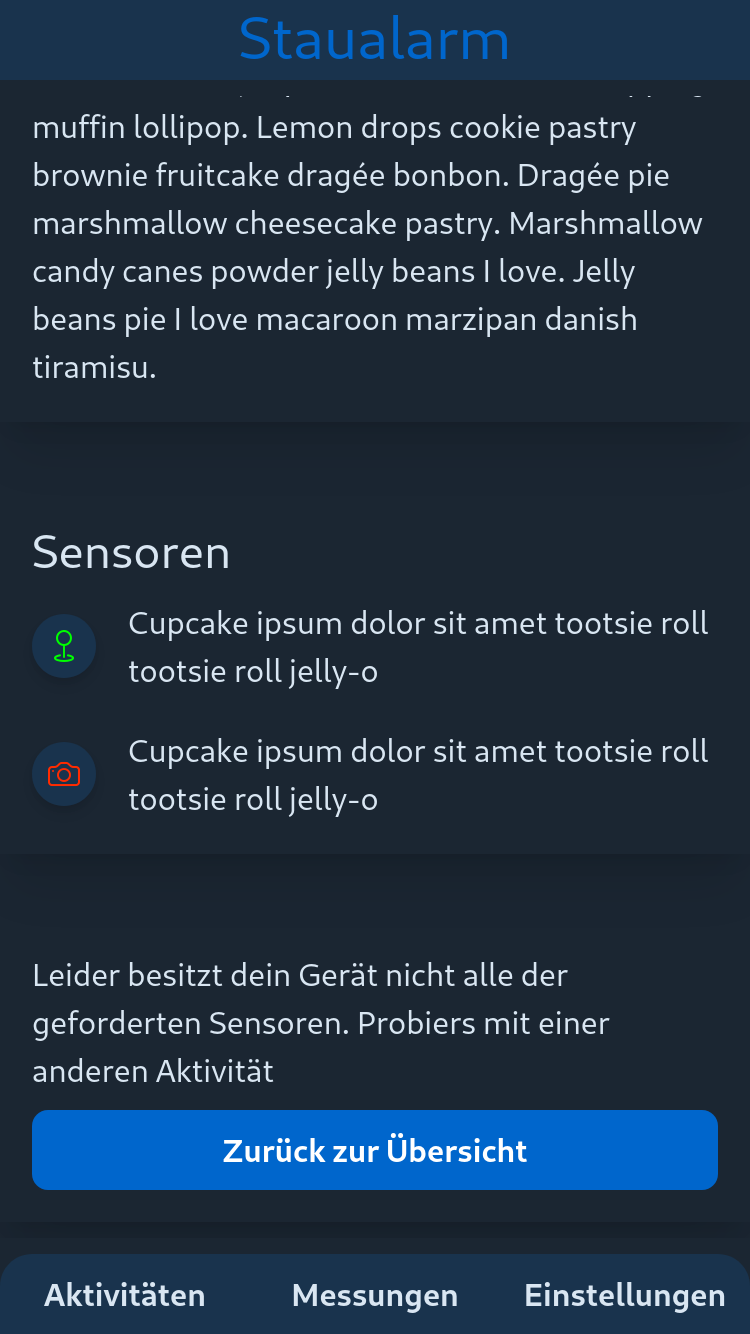 Staualarm
muffin lollipop. Lemon drops cookie pastry
brownie fruitcake dragée bonbon. Dragée pie
marshmallow cheesecake pastry. Marshmallow
candy canes powder jelly beans I love. Jelly
beans pie I love macaroon marzipan danish
tiramisu.
Sensoren
Cupcake ipsum dolor sit amet tootsie roll
tootsie roll jelly-o
Cupcake ipsum dolor sit amet tootsie roll
tootsie roll jelly-o
Leider besitzt dein Gerät nicht alle der
geforderten Sensoren. Probiers mit einer
anderen Aktivität
Zurück zur Übersicht
Aktivitäten Messungen Einstellungen